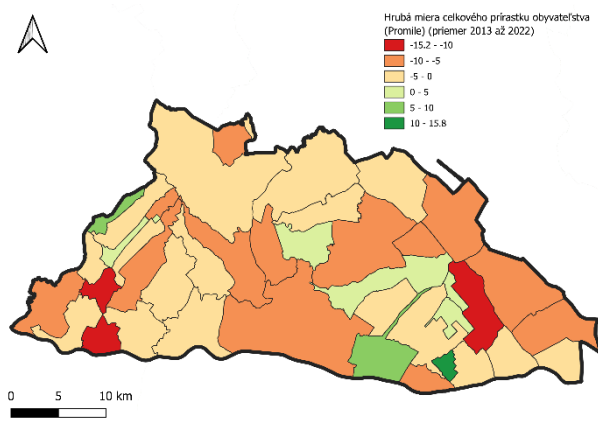 Hrubá miera celkového prírastku obyvateľstva
(Promile) (priemer 2013 až 2022)
-15.2 - -10
-10 - -5
-5 - 0
0 - 5
5 - 10
10 - 15.8
0 5 10 km